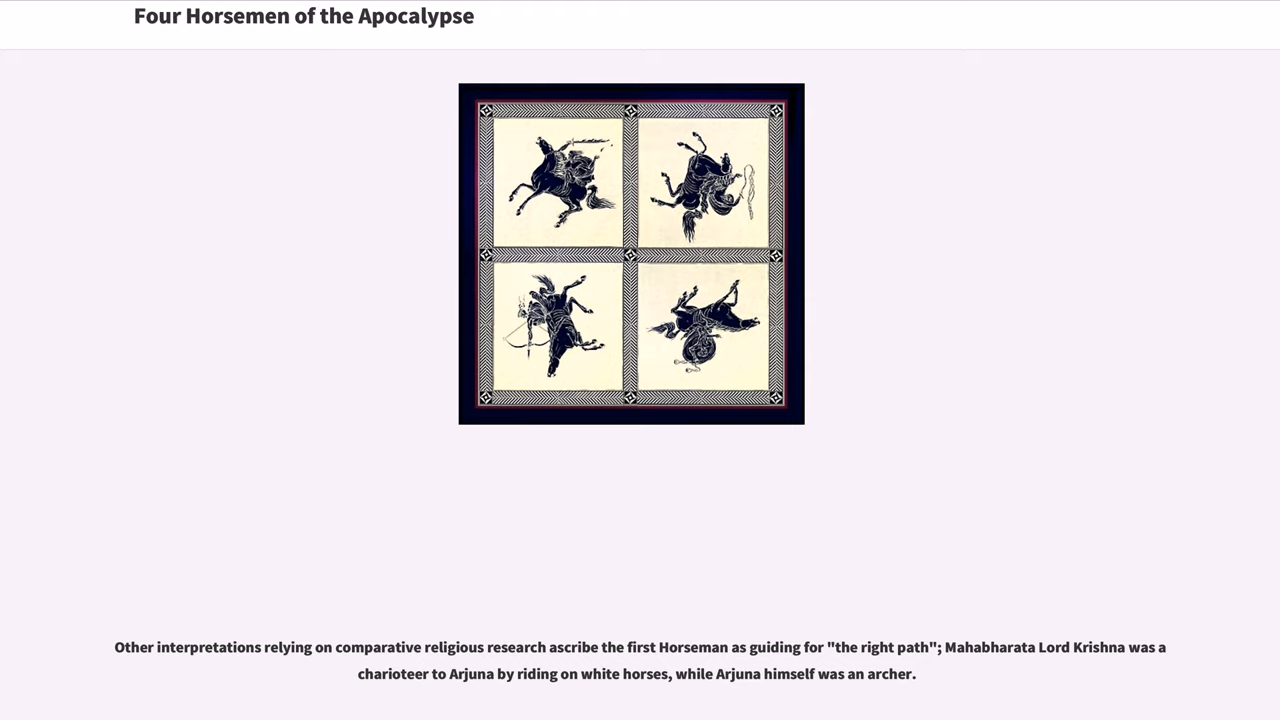 Four Horsemen of the Apocalypse
Other interpretations relying on comparative religious research ascribe the first Horseman as guiding for "the right path"; Mahabharata Lord Krishna was a
charioteer to Arjuna by riding on white horses, while Arjuna himself was an archer.